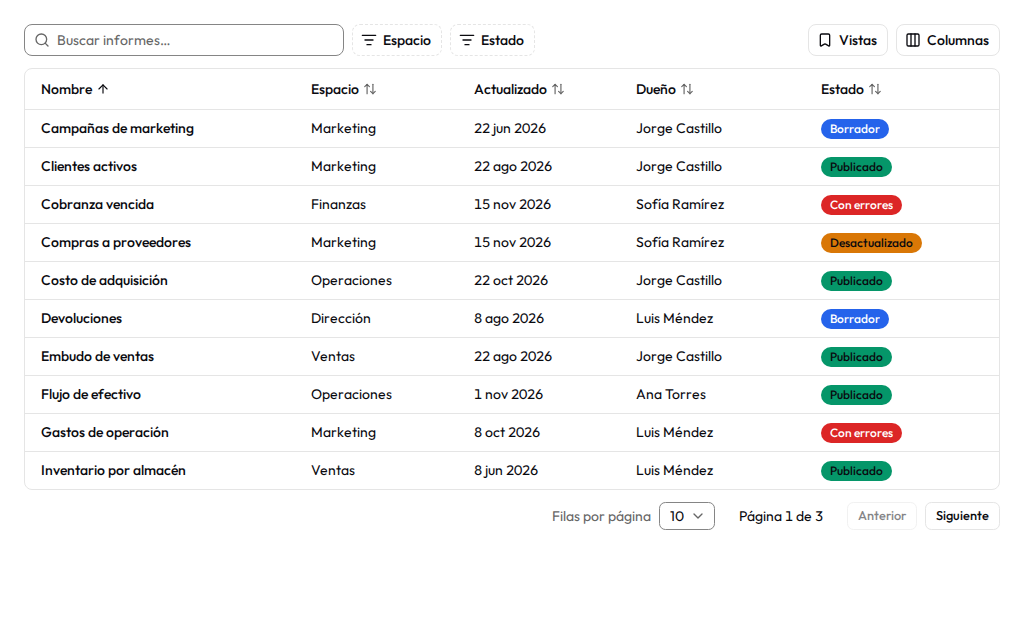 Buscar informes... Espacio Estado Vistas Columnas
Nombre Espacio Actualizado Dueño Estado
Campañas de marketing Marketing 22 jun 2026 Jorge Castillo Borrador
Clientes activos Marketing 22 ago 2026 Jorge Castillo Publicado
Cobranza vencida Finanzas 15 nov 2026 Sofía Ramírez Con errores
Compras a proveedores Marketing 15 nov 2026 Sofía Ramírez Desactualizado
Costo de adquisición Operaciones 22 oct 2026 Jorge Castillo Publicado
Devoluciones Dirección 8 ago 2026 Luis Méndez Borrador
Embudo de ventas Ventas 22 ago 2026 Jorge Castillo Publicado
Flujo de efectivo Operaciones 1 nov 2026 Ana Torres Publicado
Gastos de operación Marketing 8 oct 2026 Luis Méndez Con errores
Inventario por almacén Ventas 8 jun 2026 Luis Méndez Publicado
Filas por página 10 Página 1 de 3 Anterior Siguiente